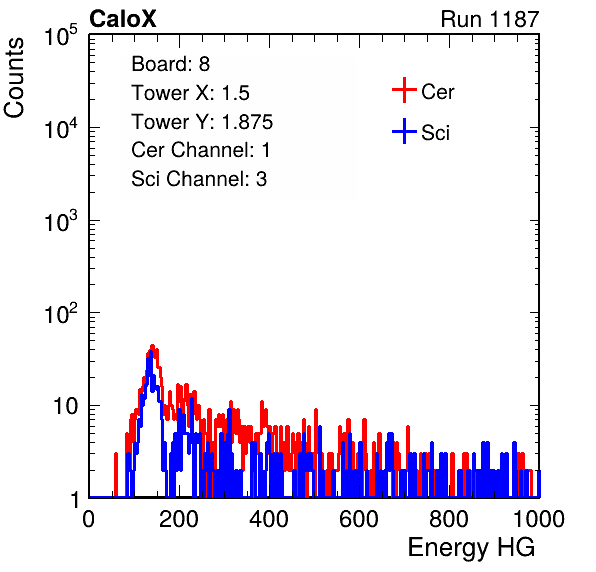 CaloX Run 1187
Counts
Board: 8
Tower X: 1.5
Tower Y: 1.875
Cer Channel: 1
Sci Channel: 3
Cer
Sci
10^5
10^4
10^3
10^2
10
1
0 200 400 600 800 1000
Energy HG